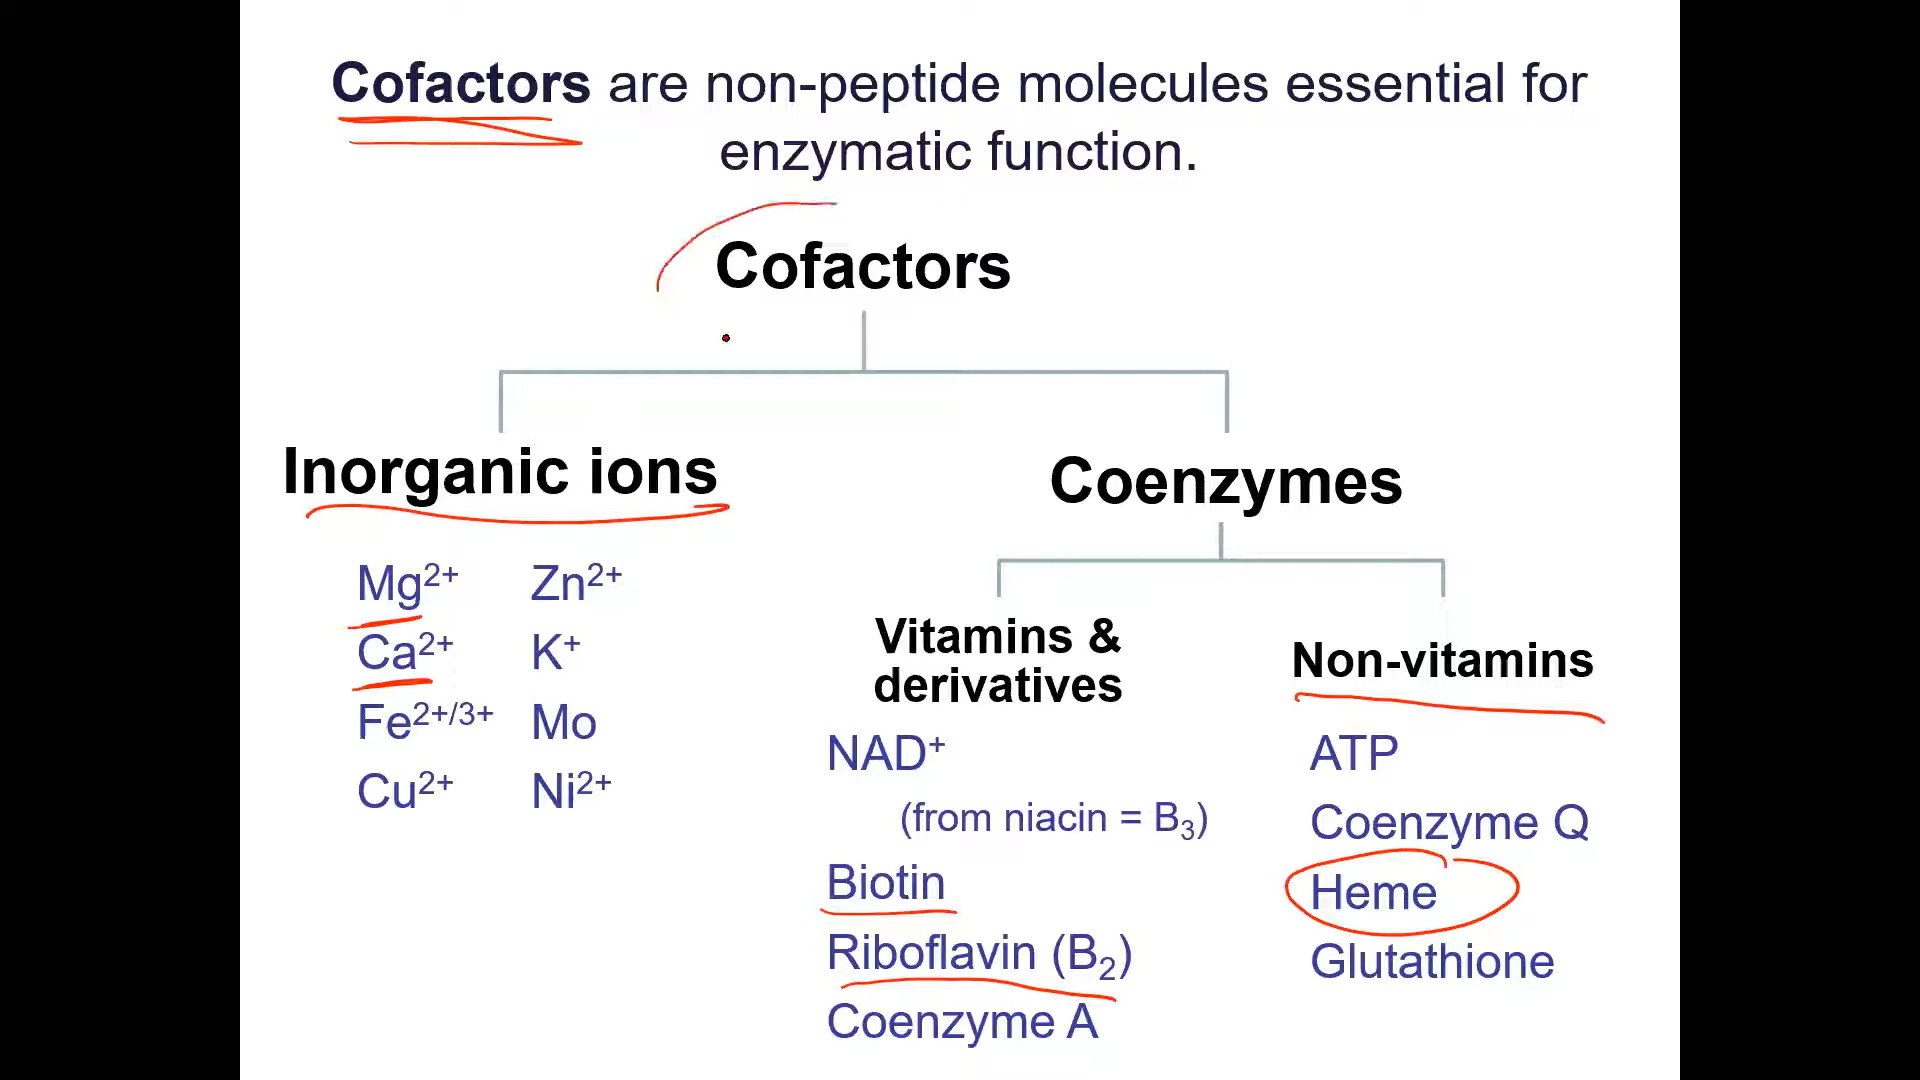 Cofactors are non-peptide molecules essential for
enzymatic function.
Cofactors
Inorganic ions
Mg²⁺ Zn²⁺
Ca²⁺ K⁺
Fe²⁺/³⁺ Mo
Cu²⁺ Ni²⁺
Coenzymes
Vitamins &
derivatives
NAD⁺
(from niacin = B₃)
Biotin
Riboflavin (B₂)
Coenzyme A
Non-vitamins
ATP
Coenzyme Q
Heme
Glutathione